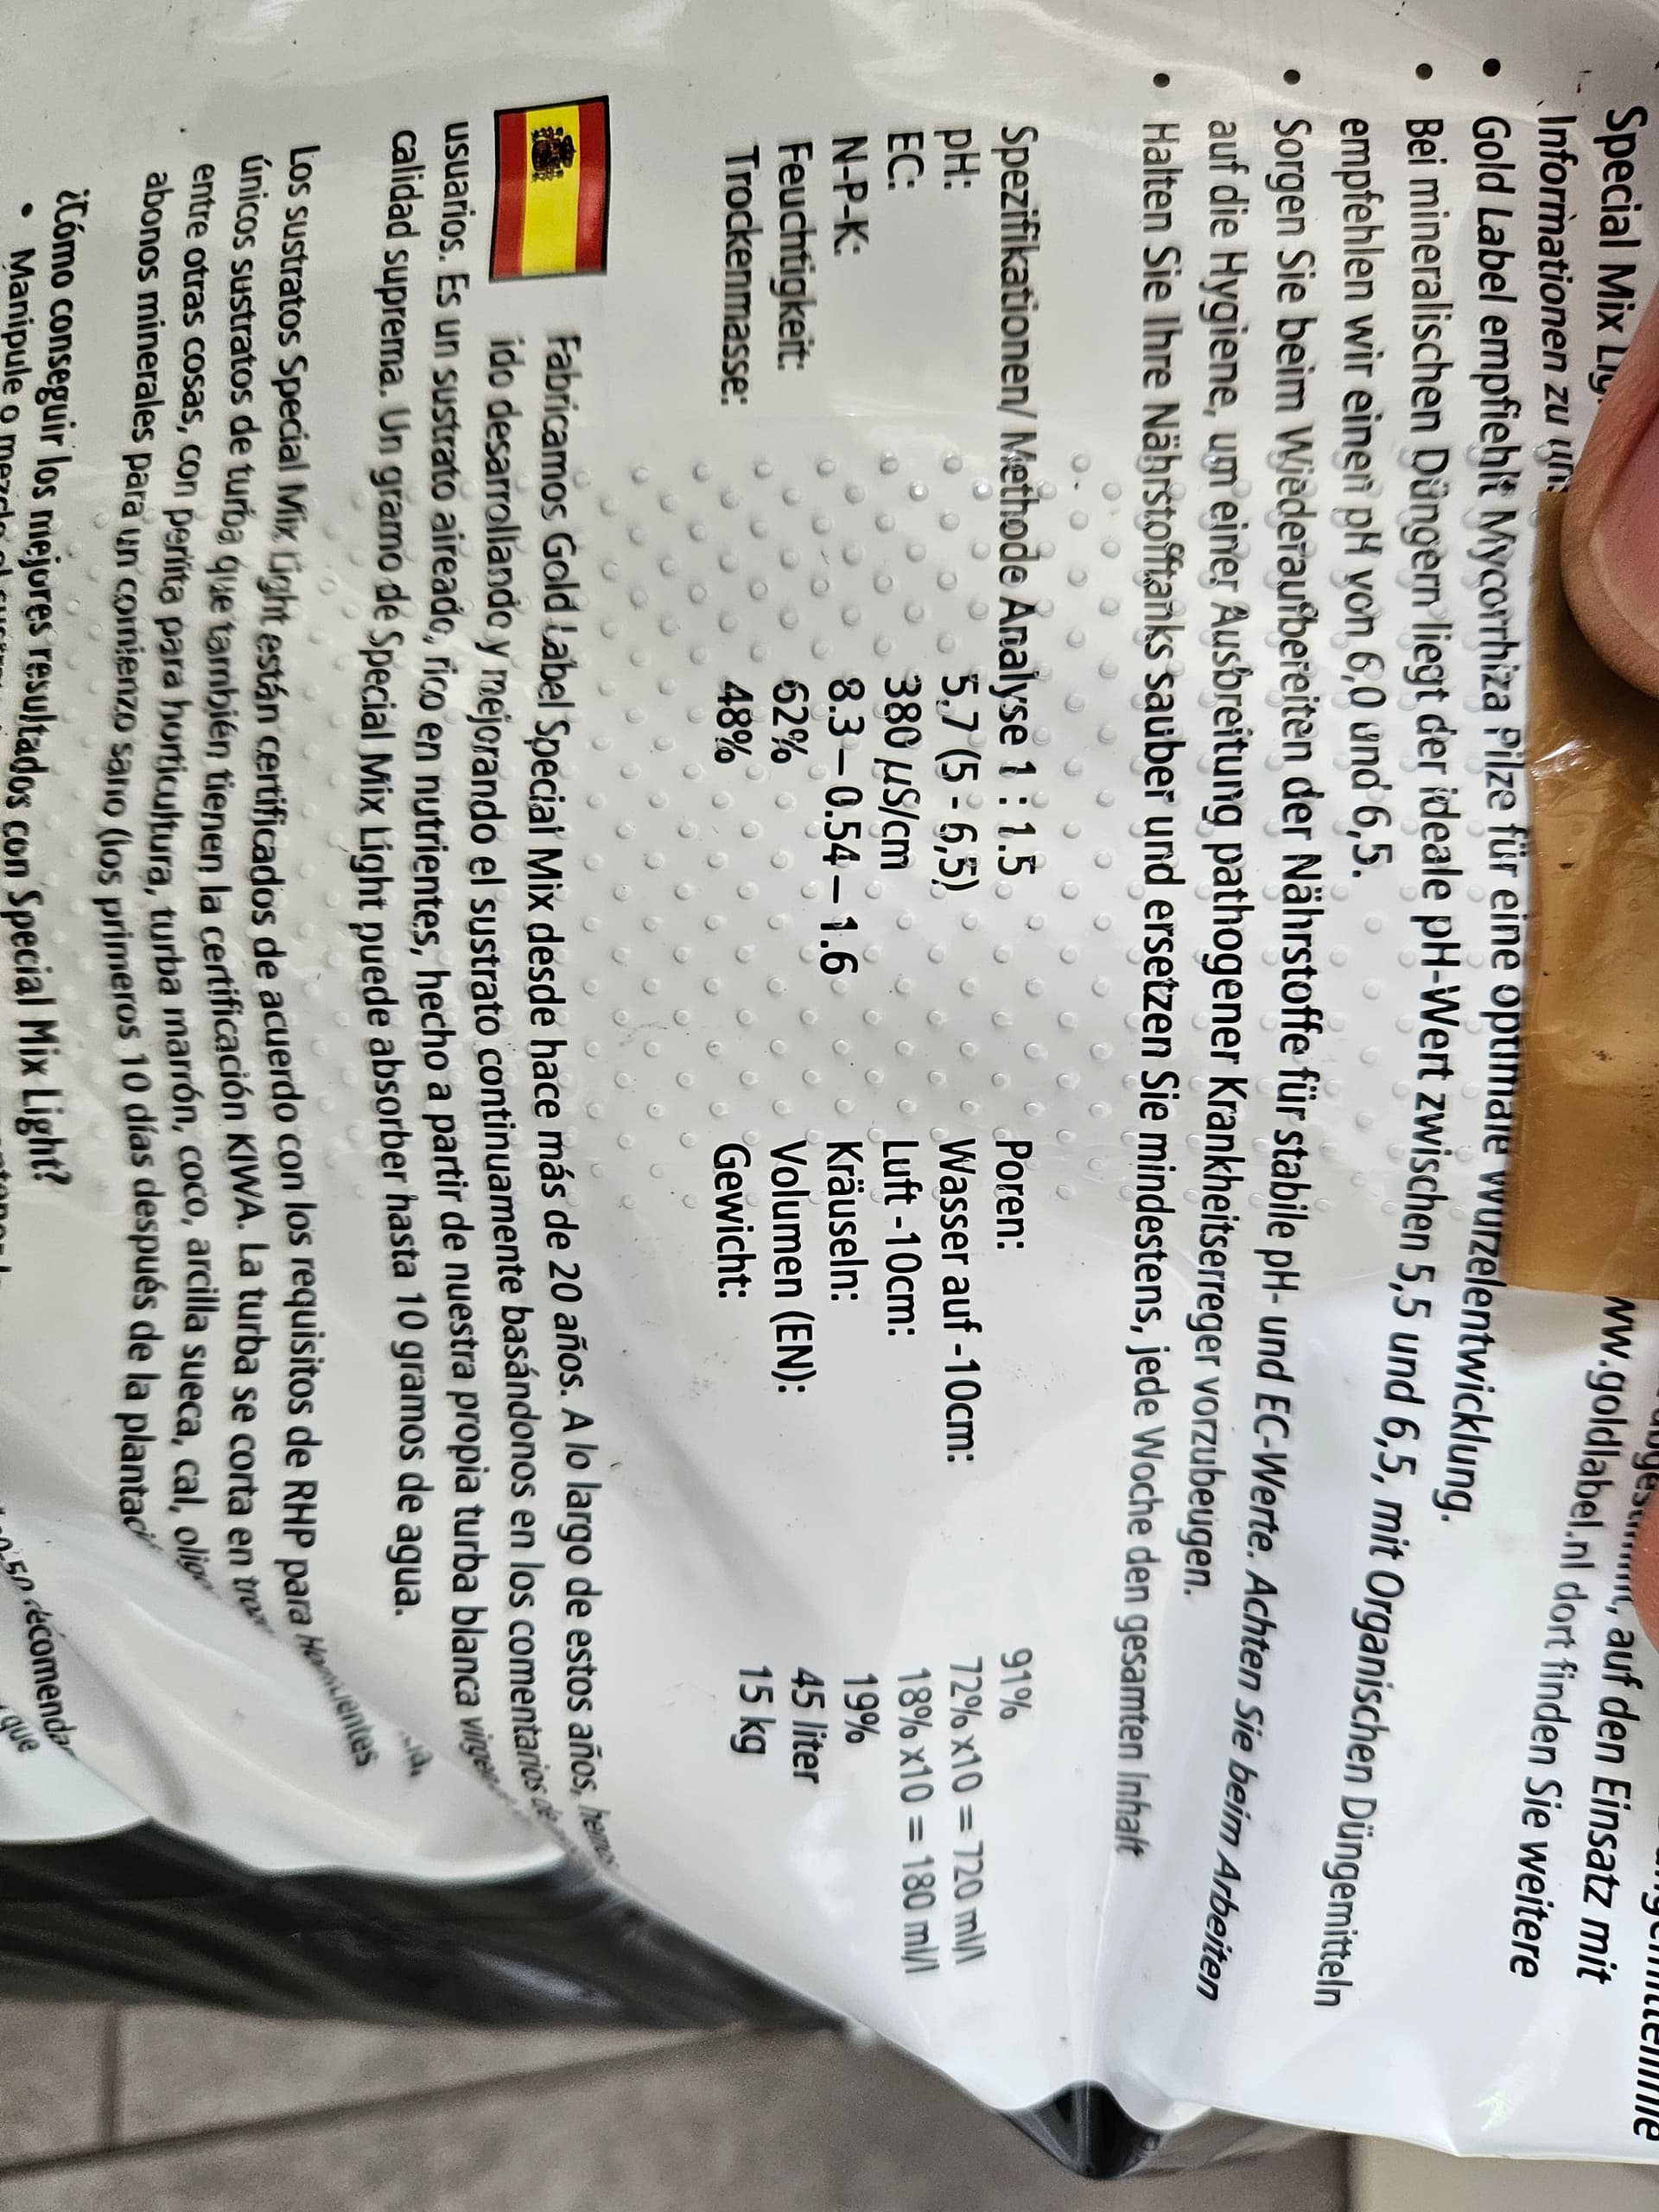 Special Mix
auf den Einsatz mit
Informationen zu
ww.goldlabel.nl dort finden Sie weitere
• Gold Label empfiehlt Mycorrhiza Pilze für eine optimale Wurzelentwicklung.
• Bei mineralischen Düngern liegt der ideale pH-Wert zwischen 5,5 und 6,5, mit Organischen Düngemitteln
empfehlen wir einen pH von 6,0 und 6,5.
• Sorgen Sie beim Wiederaufbereiten der Nährstoffe für stabile pH- und EC-Werte. Achten Sie beim Arbeiten
auf die Hygiene, um einer Ausbreitung pathogener Krankheitserreger vorzubeugen.
• Halten Sie Ihre Nährstofftanks sauber und ersetzen Sie mindestens, jede Woche den gesamten Inhalt
Spezifikationen/ Methode Analyse 1 : 1.5 Poren: 91%
pH: 5,7 (5 - 6,5) Wasser auf -10cm: 72% x10 = 720 ml/l
EC: 380 µS/cm Luft -10cm: 18% x10 = 180 ml/l
N-P-K: 8.3 – 0.54 – 1.6 Kräuseln: 19%
Feuchtigkeit: 62% Volumen (EN): 45 liter
Trockenmasse: 48% Gewicht: 15 kg
Fabricamos Gold Label Special Mix desde hace más de 20 años. A lo largo de estos años, hemos
ido desarrollando y mejorando el sustrato continuamente basándonos en los comentarios de
usuarios. Es un sustrato aireado, rico en nutrientes, hecho a partir de nuestra propia turba blanca
calidad suprema. Un gramo de Special Mix Light puede absorber hasta 10 gramos de agua.
Los sustratos Special Mix Light están certificados de acuerdo con los requisitos de RHP para
únicos sustratos de turba que también tienen la certificación KIWA. La turba se corta en
entre otras cosas, con perlita para horticultura, turba marrón, coco, arcilla sueca, cal,
abonos minerales para un comienzo sano (los primeros 10 días después de la
¿Cómo conseguir los mejores resultados con Special Mix Light?
• Manipule o
que